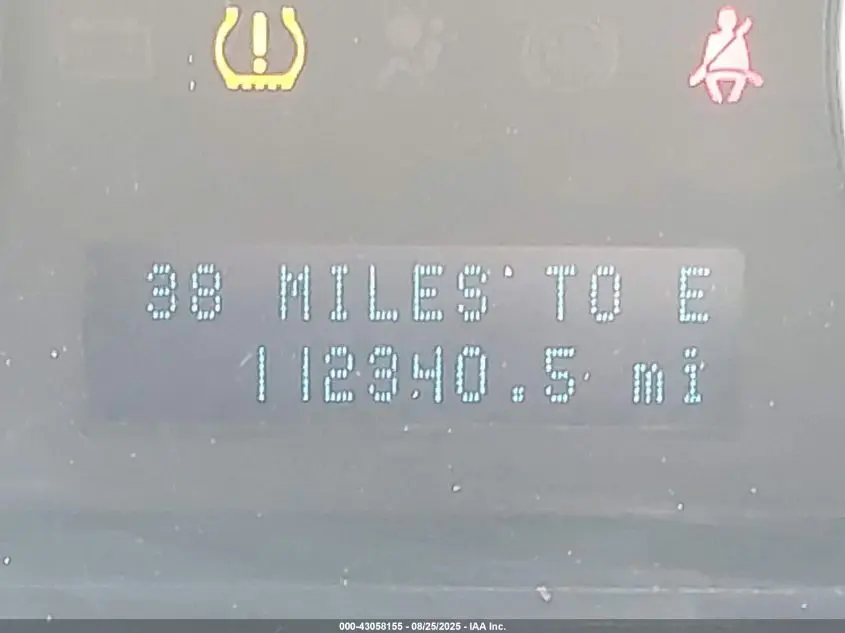 38 MILES TO E
112340.5 mi
000-43058155 - 08/25/2025 - IAA Inc.